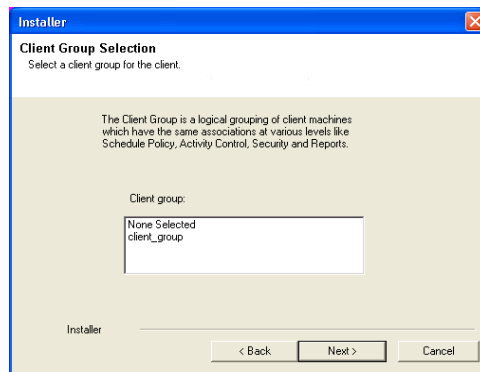 Installer
Client Group Selection
Select a client group for the client.
The Client Group is a logical grouping of client machines
which have the same associations at various levels like
Schedule Policy, Activity Control, Security and Reports.
Client group:
None Selected
client_group
Installer
< Back
Next >
Cancel